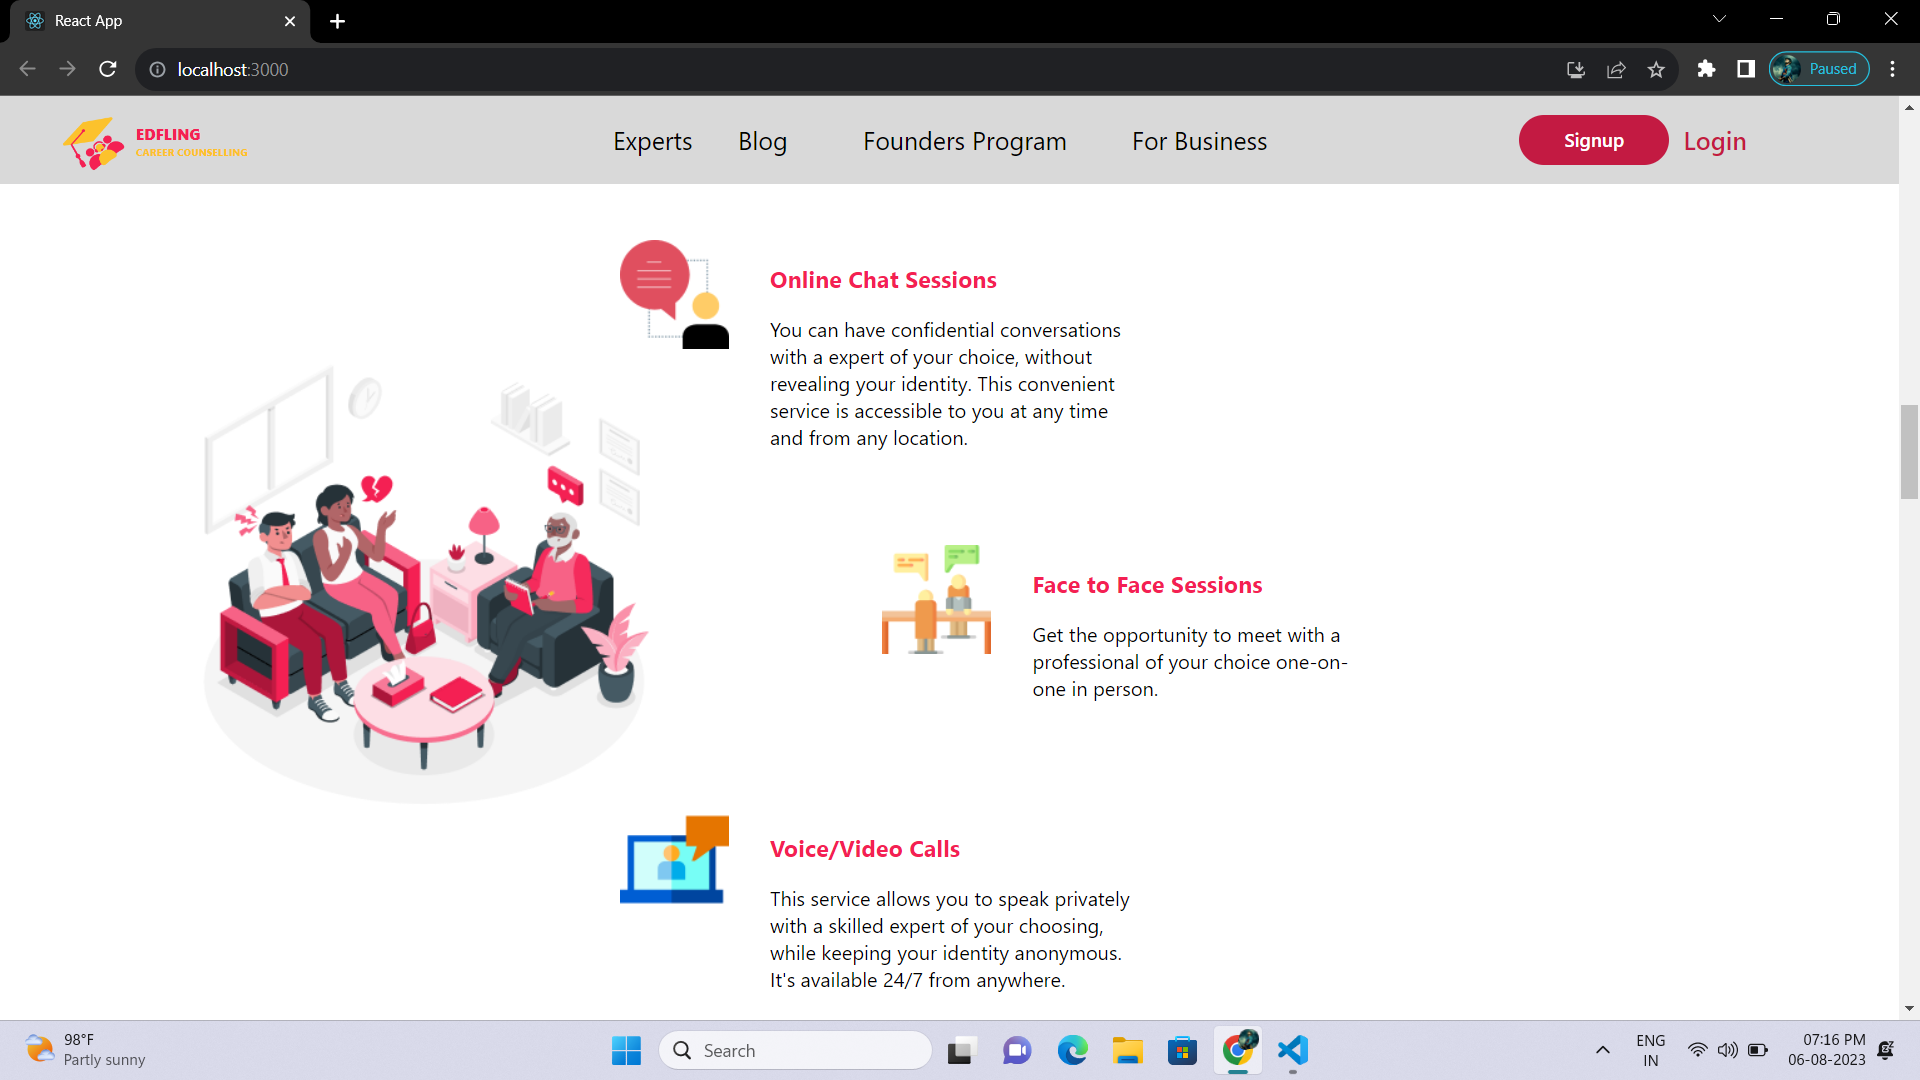 React App
localhost:3000
Paused
EDFLING
CAREER COUNSELLING
Experts
Blog
Founders Program
For Business
Signup
Login
Online Chat Sessions
You can have confidential conversations
with a expert of your choice, without
revealing your identity. This convenient
service is accessible to you at any time
and from any location.
Face to Face Sessions
Get the opportunity to meet with a
professional of your choice one-on-
one in person.
Voice/Video Calls
This service allows you to speak privately
with a skilled expert of your choosing,
while keeping your identity anonymous.
It's available 24/7 from anywhere.
98°F
Partly sunny
Search
ENG
IN
07:16 PM
06-08-2023